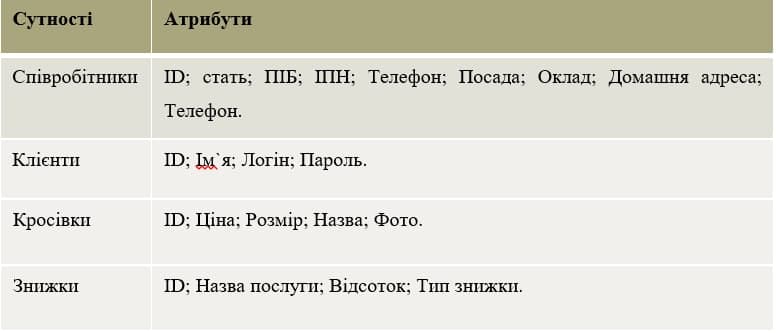 Сутності Атрибути
Співробітники ID; стать; ПІБ; ІПН; Телефон; Посада; Оклад; Домашня адреса;
Телефон.
Клієнти ID; Ім`я; Логін; Пароль.
Кросівки ID; Ціна; Розмір; Назва; Фото.
Знижки ID; Назва послуги; Відсоток; Тип знижки.